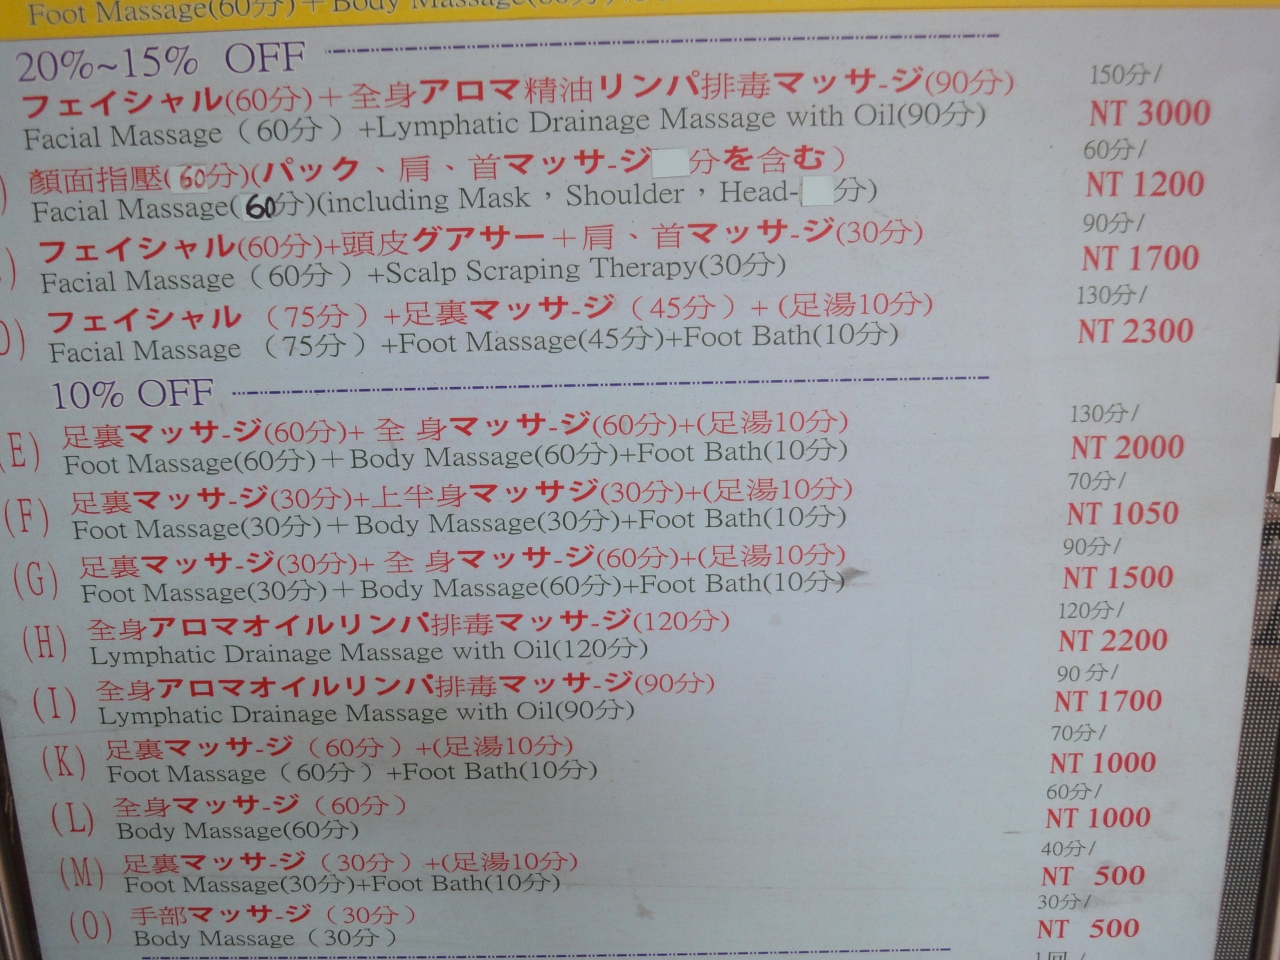 Foot Massage(60分)+Body Massage(60分)
20%~15% OFF
フェイシャル(60分)+全身アロマ精油リンパ排毒マッサ-ジ(90分) 150分/
Facial Massage（60分）+Lymphatic Drainage Massage with Oil(90分) NT 3000
顏面指壓(60分)(パック、肩、首マッサ-ジ 分を含む） 60分/
Facial Massage(60分)(including Mask，Shoulder，Head- 分) NT 1200
フェイシャル(60分)+頭皮グアサー＋肩、首マッサ-ジ(30分) 90分/
Facial Massage（60分）+Scalp Scraping Therapy(30分) NT 1700
フェイシャル（75分）+足裏マッサ-ジ（45分）+ (足湯10分） 130分/
Facial Massage （75分）+Foot Massage(45分)+Foot Bath(10分) NT 2300
10% OFF
(E) 足裏マッサ-ジ(60分)+ 全 身マッサ-ジ(60分)+(足湯10分) 130分/
Foot Massage(60分)＋Body Massage(60分)+Foot Bath(10分) NT 2000
(F) 足裏マッサ-ジ(30分)+上半身マッサジ(30分)+(足湯10分) 70分/
Foot Massage(30分)＋Body Massage(30分)+Foot Bath(10分) NT 1050
(G) 足裏マッサ-ジ(30分)+ 全 身マッサ-ジ(60分)+(足湯10分) 90分/
Foot Massage(30分)＋Body Massage(60分)+Foot Bath(10分) NT 1500
(H) 全身アロマオイルリンパ排毒マッサ-ジ(120分) 120分/
Lymphatic Drainage Massage with Oil(120分) NT 2200
(I) 全身アロマオイルリンパ排毒マッサ-ジ(90分) 90分/
Lymphatic Drainage Massage with Oil(90分) NT 1700
(K) 足裏マッサ-ジ（60分）+(足湯10分) 70分/
Foot Massage（60分）+Foot Bath(10分) NT 1000
(L) 全身マッサ-ジ（60分） 60分/
Body Massage(60分) NT 1000
(M) 足裏マッサ-ジ（30分）+(足湯10分) 40分/
Foot Massage(30分)+Foot Bath(10分) NT 500
(O) 手部マッサ-ジ（30分） 30分/
Body Massage（30分） NT 500
1回/